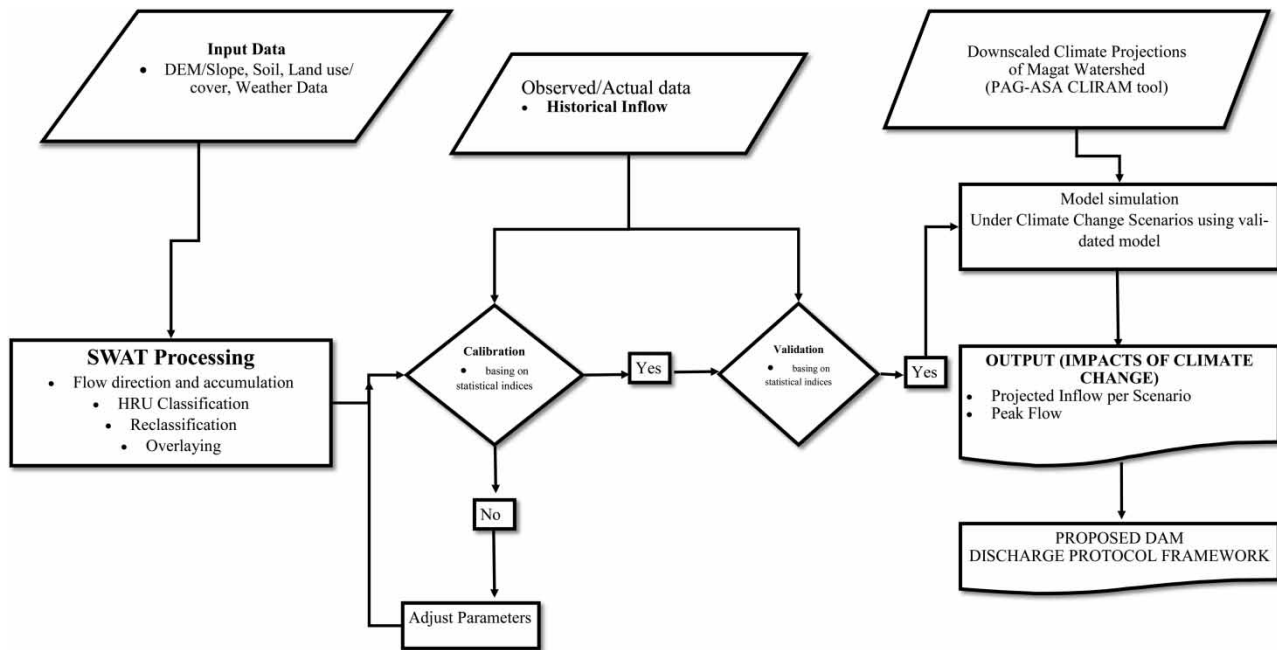 Input Data
• DEM/Slope, Soil, Land use/
cover, Weather Data
Observed/Actual data
• Historical Inflow
Downscaled Climate Projections
of Magat Watershed
(PAG-ASA CLIRAM tool)
Model simulation
Under Climate Change Scenarios using vali-
dated model
SWAT Processing
• Flow direction and accumulation
• HRU Classification
• Reclassification
• Overlaying
Calibration
• basing on
statistical indices
Yes
Validation
• basing on
statistical indices
Yes
OUTPUT (IMPACTS OF CLIMATE
CHANGE)
• Projected Inflow per Scenario
• Peak Flow
No
Adjust Parameters
PROPOSED DAM
DISCHARGE PROTOCOL FRAMEWORK